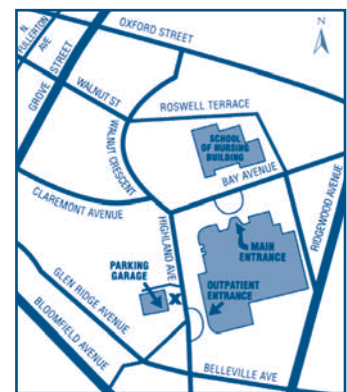 N
OXFORD STREET
N.
FULLERTON
AVE
GROVE STREET
WALNUT ST
ROSWELL TERRACE
WALNUT CRESCENT
SCHOOL
OF NURSING
BUILDING
BAY AVENUE
CLAREMONT AVENUE
RIDGEWOOD AVENUE
HIGHLAND AVE
MAIN
ENTRANCE
PARKING
GARAGE
X
OUTPATIENT
ENTRANCE
GLEN RIDGE AVENUE
BLOOMFIELD AVENUE
BELLEVILLE AVE